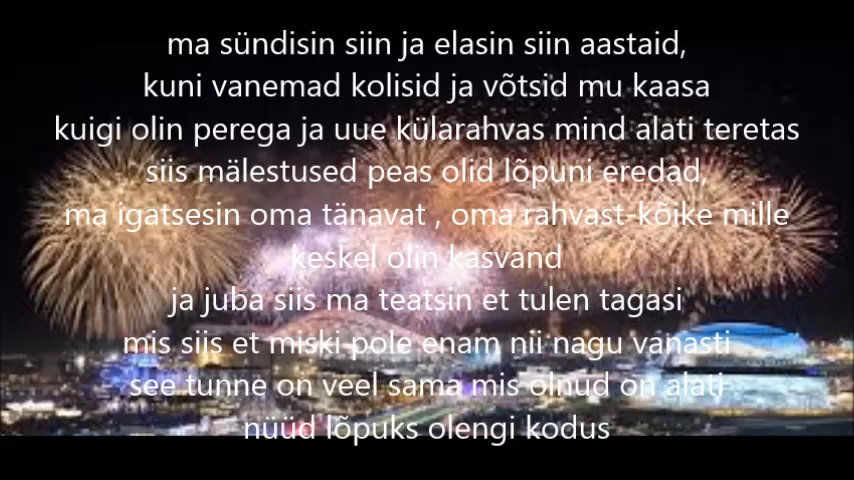 ma sündisin siin ja elasin siin aastaid,
kuni vanemad kolisid ja võtsid mu kaasa
kuigi olin perega ja uue külarahvas mind alati teretas
siis mälestused peas olid lõpuni eredad,
ma igatsesin oma tänavat , oma rahvast-kõike mille
keskel olin kasvand
ja juba siis ma teatsin et tulen tagasi
mis siis et miski pole enam nii nagu vanasti
see tunne on veel sama mis olnud on alati
nüüd lõpuks olengi kodus